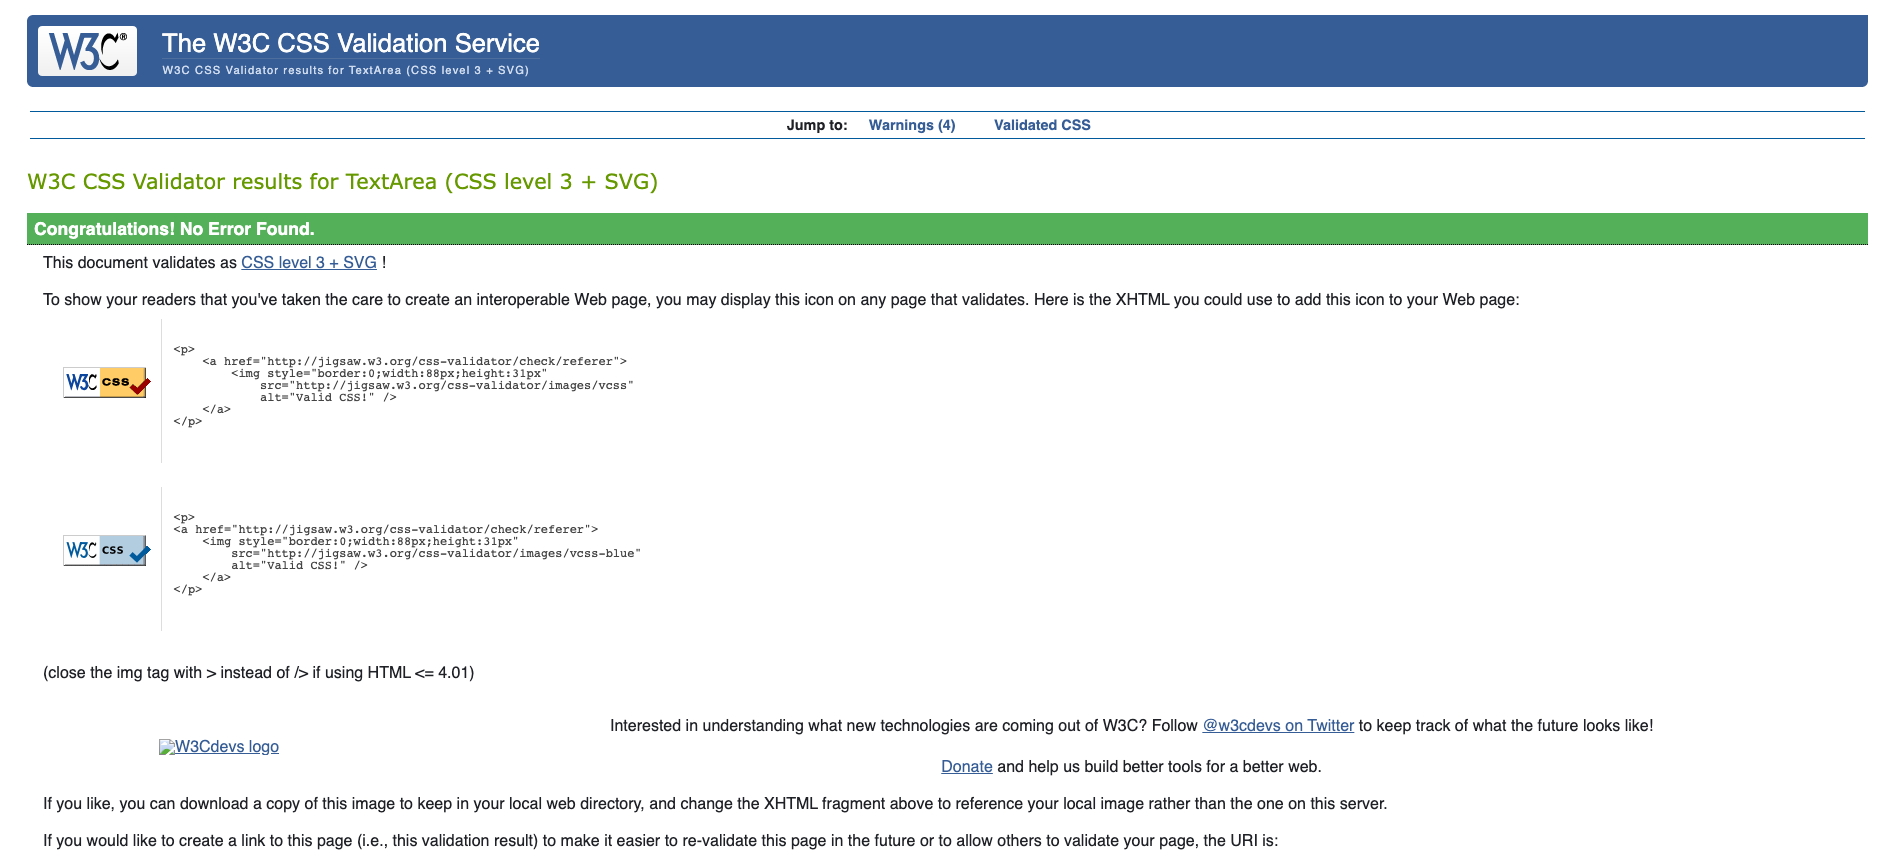 W3C®
The W3C CSS Validation Service
W3C CSS Validator results for TextArea (CSS level 3 + SVG)
Jump to: Warnings (4) Validated CSS
W3C CSS Validator results for TextArea (CSS level 3 + SVG)
Congratulations! No Error Found.
This document validates as CSS level 3 + SVG !
To show your readers that you've taken the care to create an interoperable Web page, you may display this icon on any page that validates. Here is the XHTML you could use to add this icon to your Web page:
W3C css
<p>
<a href="http://jigsaw.w3.org/css-validator/check/referer">
<img style="border:0;width:88px;height:31px"
src="http://jigsaw.w3.org/css-validator/images/vcss"
alt="Valid CSS!" />
</a>
</p>
W3C css
<p>
<a href="http://jigsaw.w3.org/css-validator/check/referer">
<img style="border:0;width:88px;height:31px"
src="http://jigsaw.w3.org/css-validator/images/vcss-blue"
alt="Valid CSS!" />
</a>
</p>
(close the img tag with > instead of /> if using HTML <= 4.01)
Interested in understanding what new technologies are coming out of W3C? Follow @w3cdevs on Twitter to keep track of what the future looks like!
W3Cdevs logo
Donate and help us build better tools for a better web.
If you like, you can download a copy of this image to keep in your local web directory, and change the XHTML fragment above to reference your local image rather than the one on this server.
If you would like to create a link to this page (i.e., this validation result) to make it easier to re-validate this page in the future or to allow others to validate your page, the URI is: